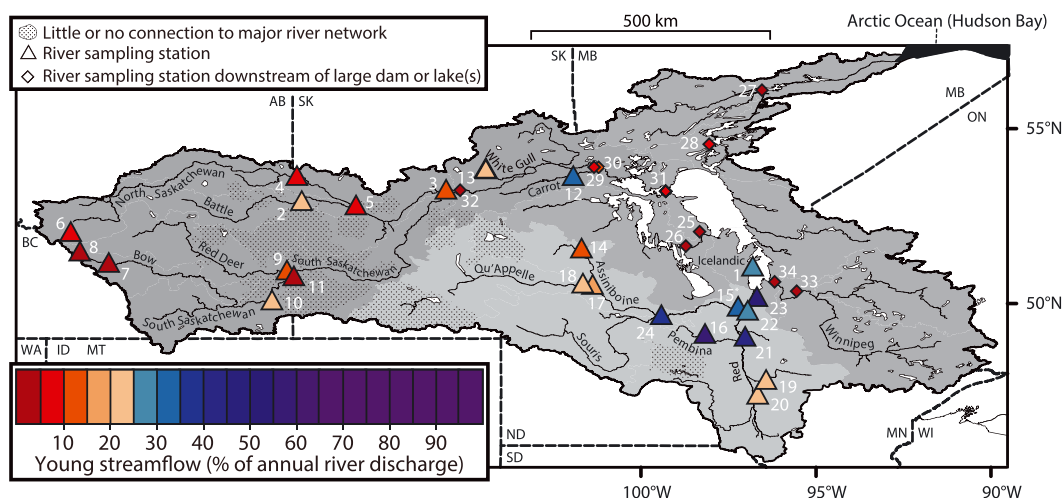 500 km
Arctic Ocean (Hudson Bay)
Little or no connection to major river network
River sampling station
River sampling station downstream of large dam or lake(s)
SK MB
AB SK
MB
ON
55°N
50°N
BC
WA ID MT
ND
SD
MN WI
North Saskatchewan
Battle
Red Deer
Bow
South Saskatchewan
South Saskatchewan
White Gull
Carrot
Qu'Appelle
Assiniboine
Souris
Pembina
Red
Icelandic
Winnipeg
27
28
30
29
13
3
32
12
31
4
2
5
6
8
7
9
11
10
25
26
14
18
17
1
34
33
15
23
22
24
16
21
19
20
10 20 30 40 50 60 70 80 90
Young streamflow (% of annual river discharge)
100°W 95°W 90°W